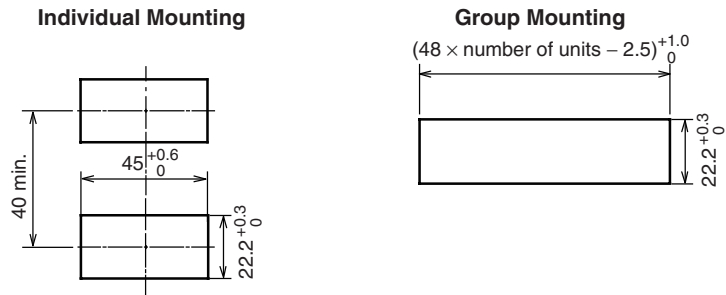 Individual Mounting
40 min.
45 +0.6 0
22.2 +0.3 0
Group Mounting
(48 × number of units − 2.5) +1.0 0
22.2 +0.3 0